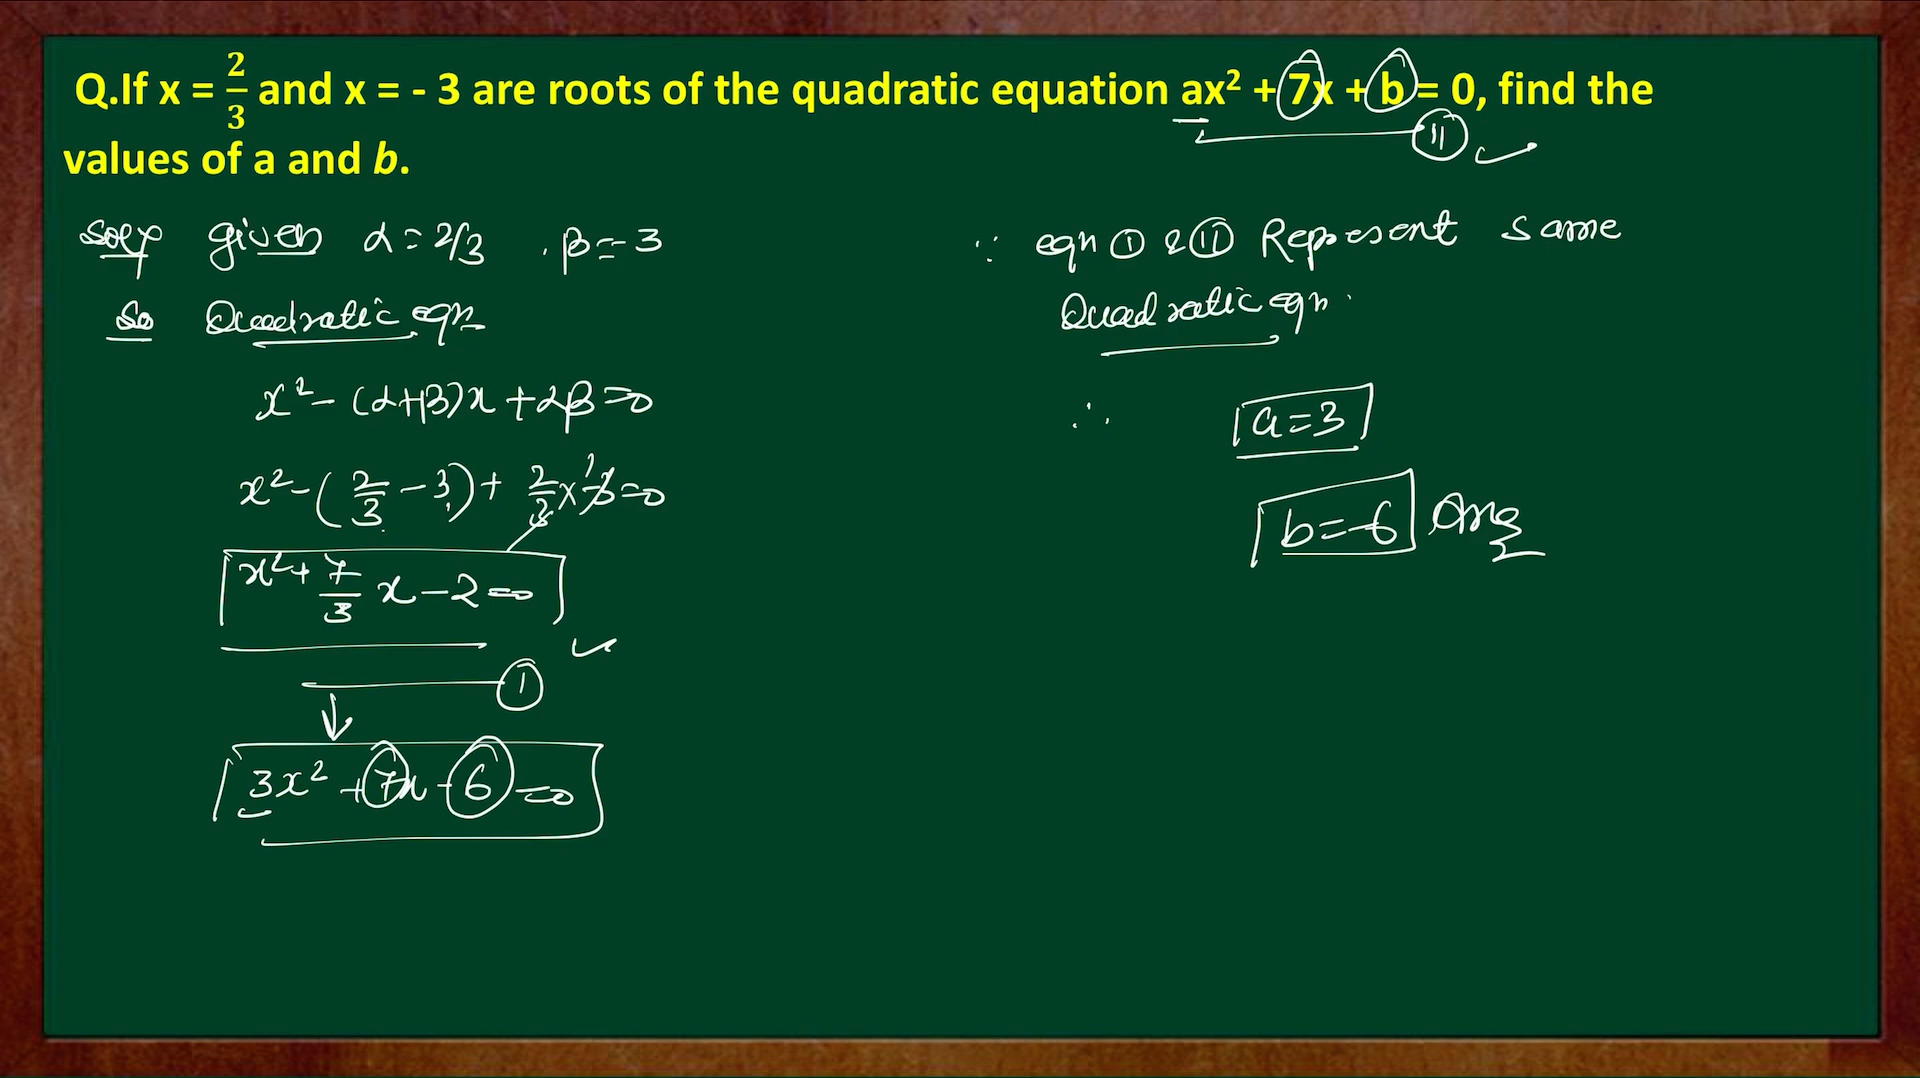 Q.If x = 2/3 and x = - 3 are roots of the quadratic equation ax² + 7x + b = 0, find the
values of a and b.
II
given α = 2/3 , β = -3
So Quadratic eqn
x² - (α+β)x + αβ = 0
x² - (2/3 - 3) + 2/3 x -3 = 0
1
x² + 7/3 x - 2 = 0
I
↓
3x² + 7x - 6 = 0
∵ eqn I & II Represent same
Quadratic eqn.
∴ a = 3
b = -6 Ans